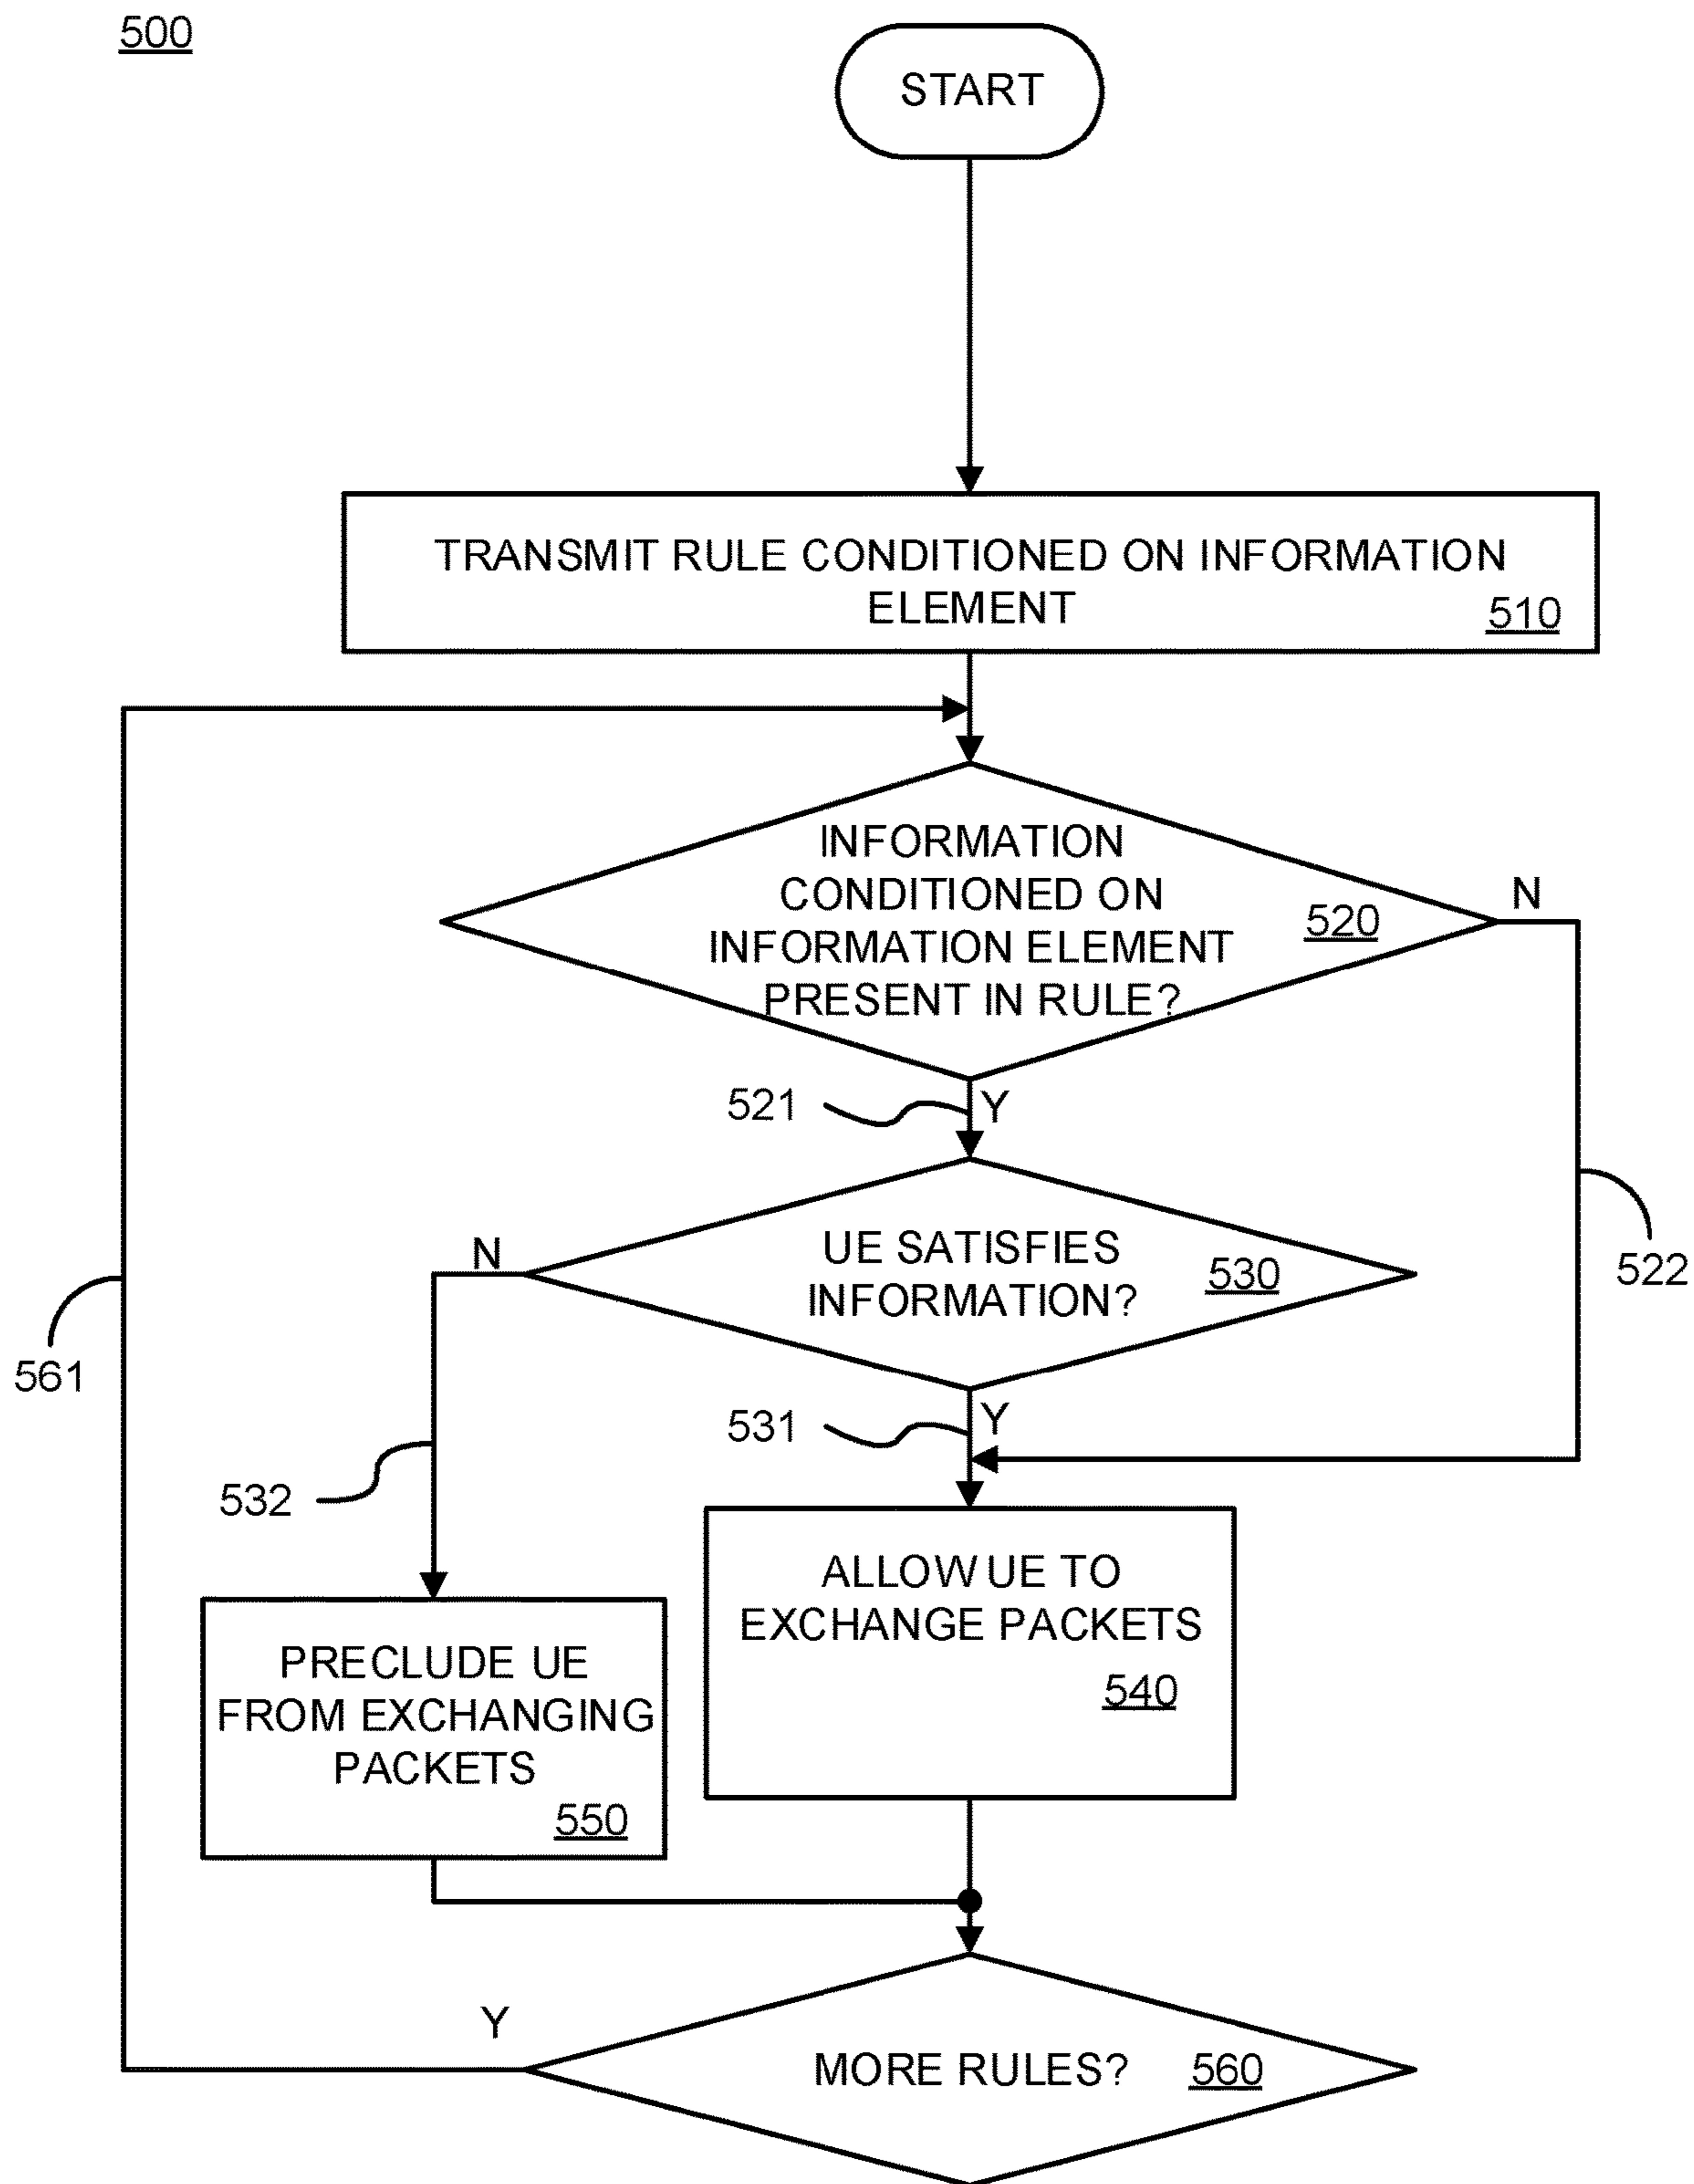 500
START
TRANSMIT RULE CONDITIONED ON INFORMATION
ELEMENT
510
INFORMATION
CONDITIONED ON
INFORMATION ELEMENT
PRESENT IN RULE?
520
N
521
Y
522
UE SATISFIES
INFORMATION?
530
N
561
531
Y
532
ALLOW UE TO
EXCHANGE PACKETS
540
PRECLUDE UE
FROM EXCHANGING
PACKETS
550
Y
MORE RULES?
560